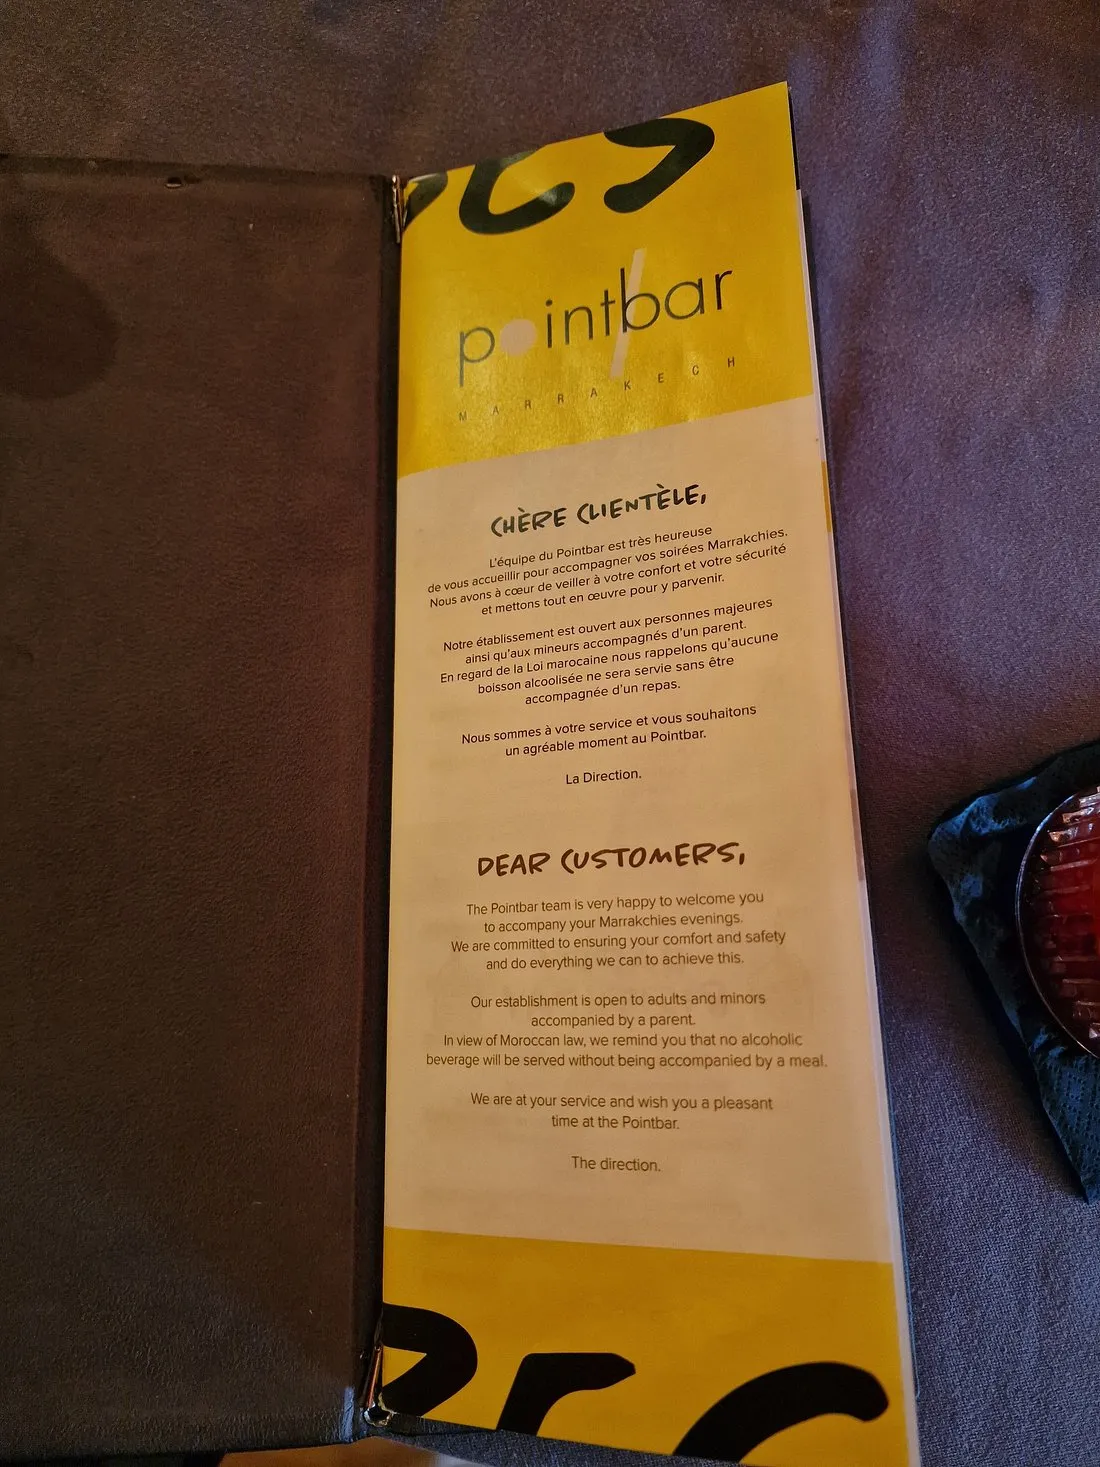 pointbar
MARRAKECH
CHÈRE CLIENTÈLE,
L'équipe du Pointbar est très heureuse
de vous accueillir pour accompagner vos soirées Marrakchies.
Nous avons à cœur de veiller à votre confort et votre sécurité
et mettons tout en œuvre pour y parvenir.
Notre établissement est ouvert aux personnes majeures
ainsi qu'aux mineurs accompagnés d'un parent.
En regard de la Loi marocaine nous rappelons qu'aucune
boisson alcoolisée ne sera servie sans être
accompagnée d'un repas.
Nous sommes à votre service et vous souhaitons
un agréable moment au Pointbar.
La Direction.
DEAR CUSTOMERS,
The Pointbar team is very happy to welcome you
to accompany your Marrakchies evenings.
We are committed to ensuring your comfort and safety
and do everything we can to achieve this.
Our establishment is open to adults and minors
accompanied by a parent.
In view of Moroccan law, we remind you that no alcoholic
beverage will be served without being accompanied by a meal.
We are at your service and wish you a pleasant
time at the Pointbar.
The direction.